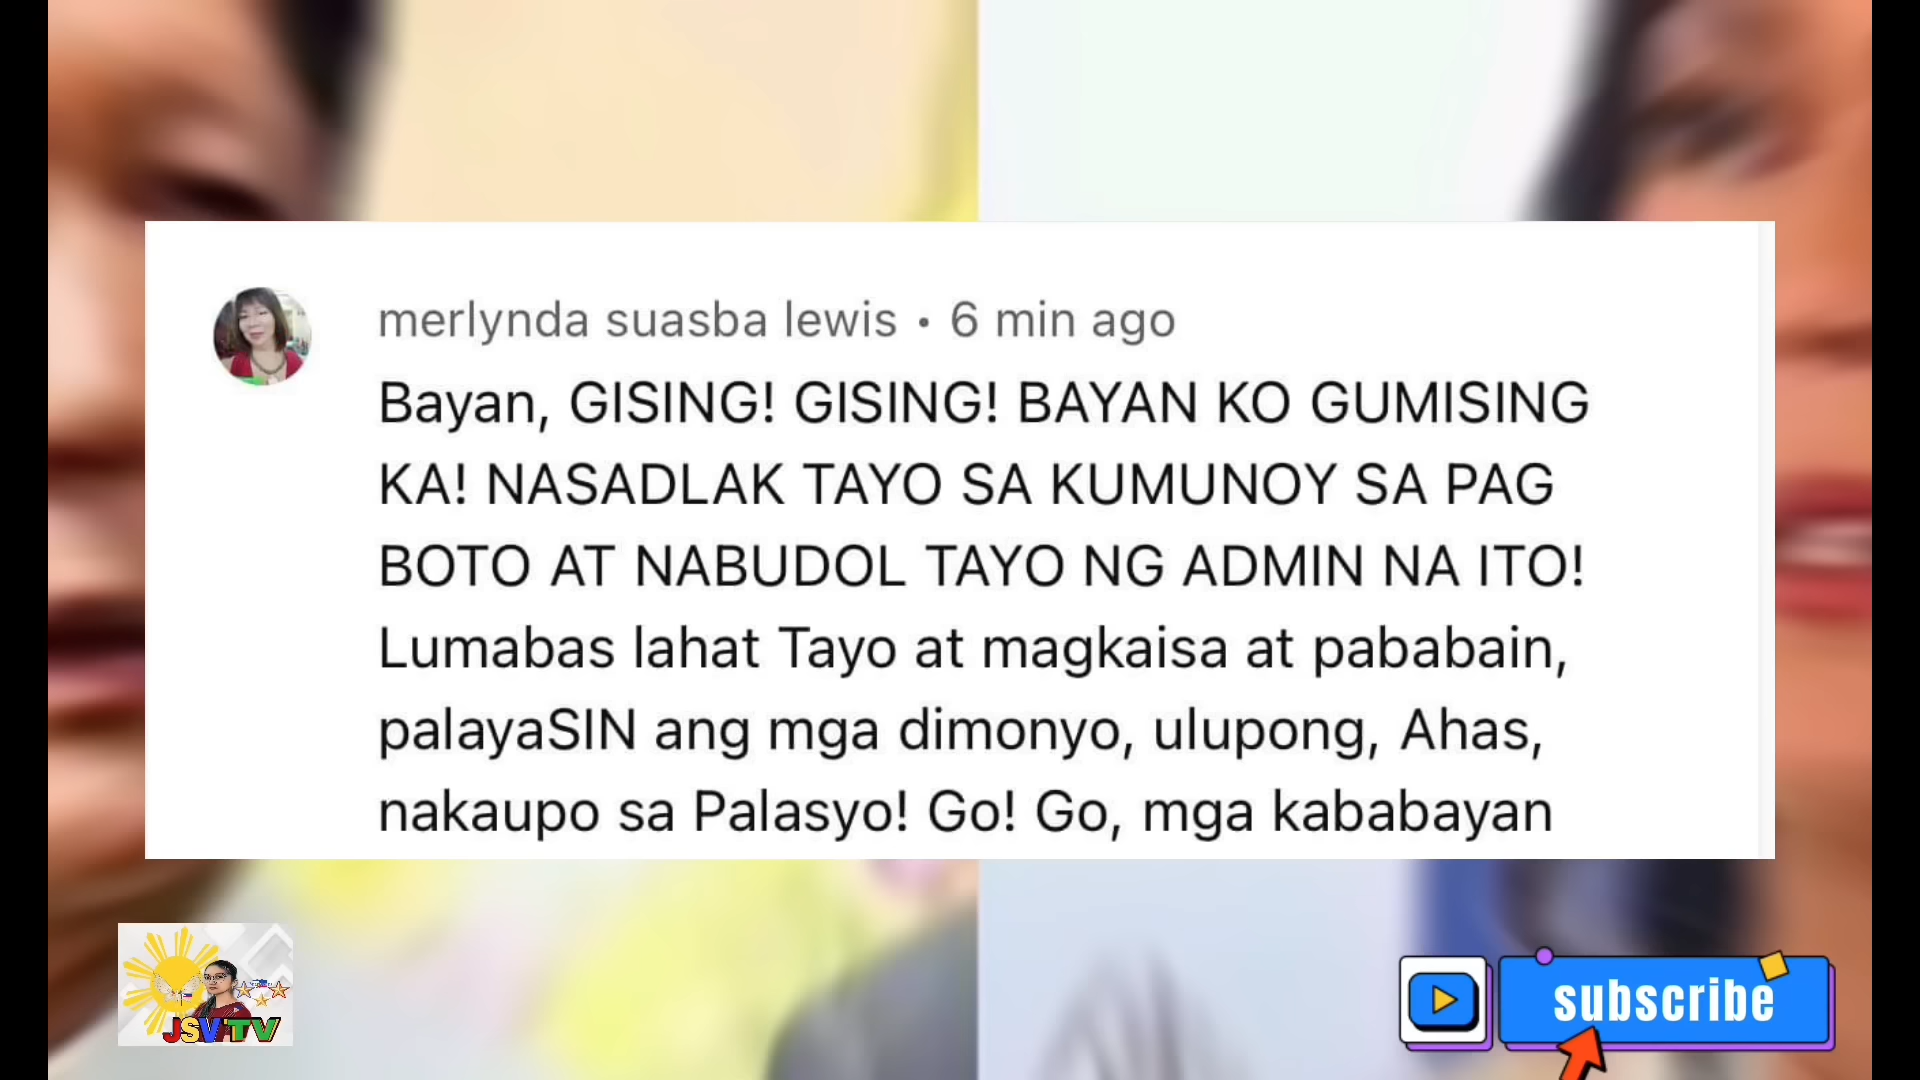 merlynda suasba lewis • 6 min ago
Bayan, GISING! GISING! BAYAN KO GUMISING
KA! NASADLAK TAYO SA KUMUNOY SA PAG
BOTO AT NABUDOL TAYO NG ADMIN NA ITO!
Lumabas lahat Tayo at magkaisa at pababain,
palayaSIN ang mga dimonyo, ulupong, Ahas,
nakaupo sa Palasyo! Go! Go, mga kababayan
JSV TV
subscribe